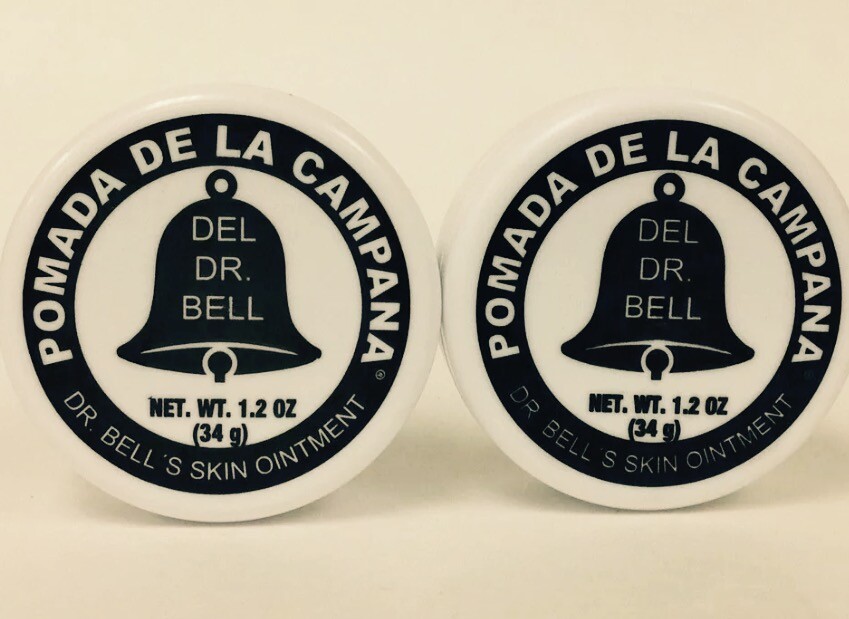 POMADA DE LA CAMPANA
DEL
DR.
BELL
NET. WT. 1.2 OZ
(34 g)
DR. BELL´S SKIN OINTMENT
®
POMADA DE LA CAMPANA
DEL
DR.
BELL
NET. WT. 1.2 OZ
(34 g)
DR. BELL´S SKIN OINTMENT